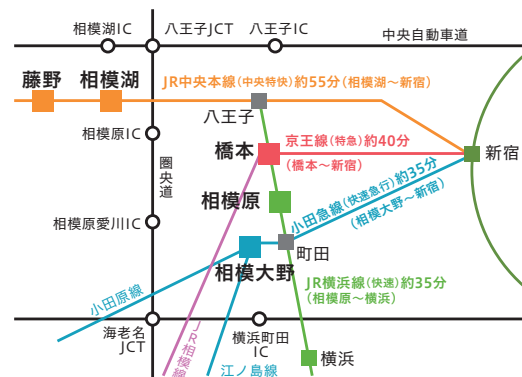 相模湖IC
八王子JCT
八王子IC
中央自動車道
藤野
相模湖
JR中央本線(中央特快)約55分(相模湖〜新宿)
八王子
相模原IC
橋本
京王線(特急)約40分
(橋本〜新宿)
新宿
圏央道
相模原
小田急線(快速急行)約35分
(相模大野〜新宿)
相模原愛川IC
町田
相模大野
JR横浜線(快速)約35分
(相模原〜横浜)
小田原線
海老名
JCT
JR相模線
横浜町田
IC
江ノ島線
横浜